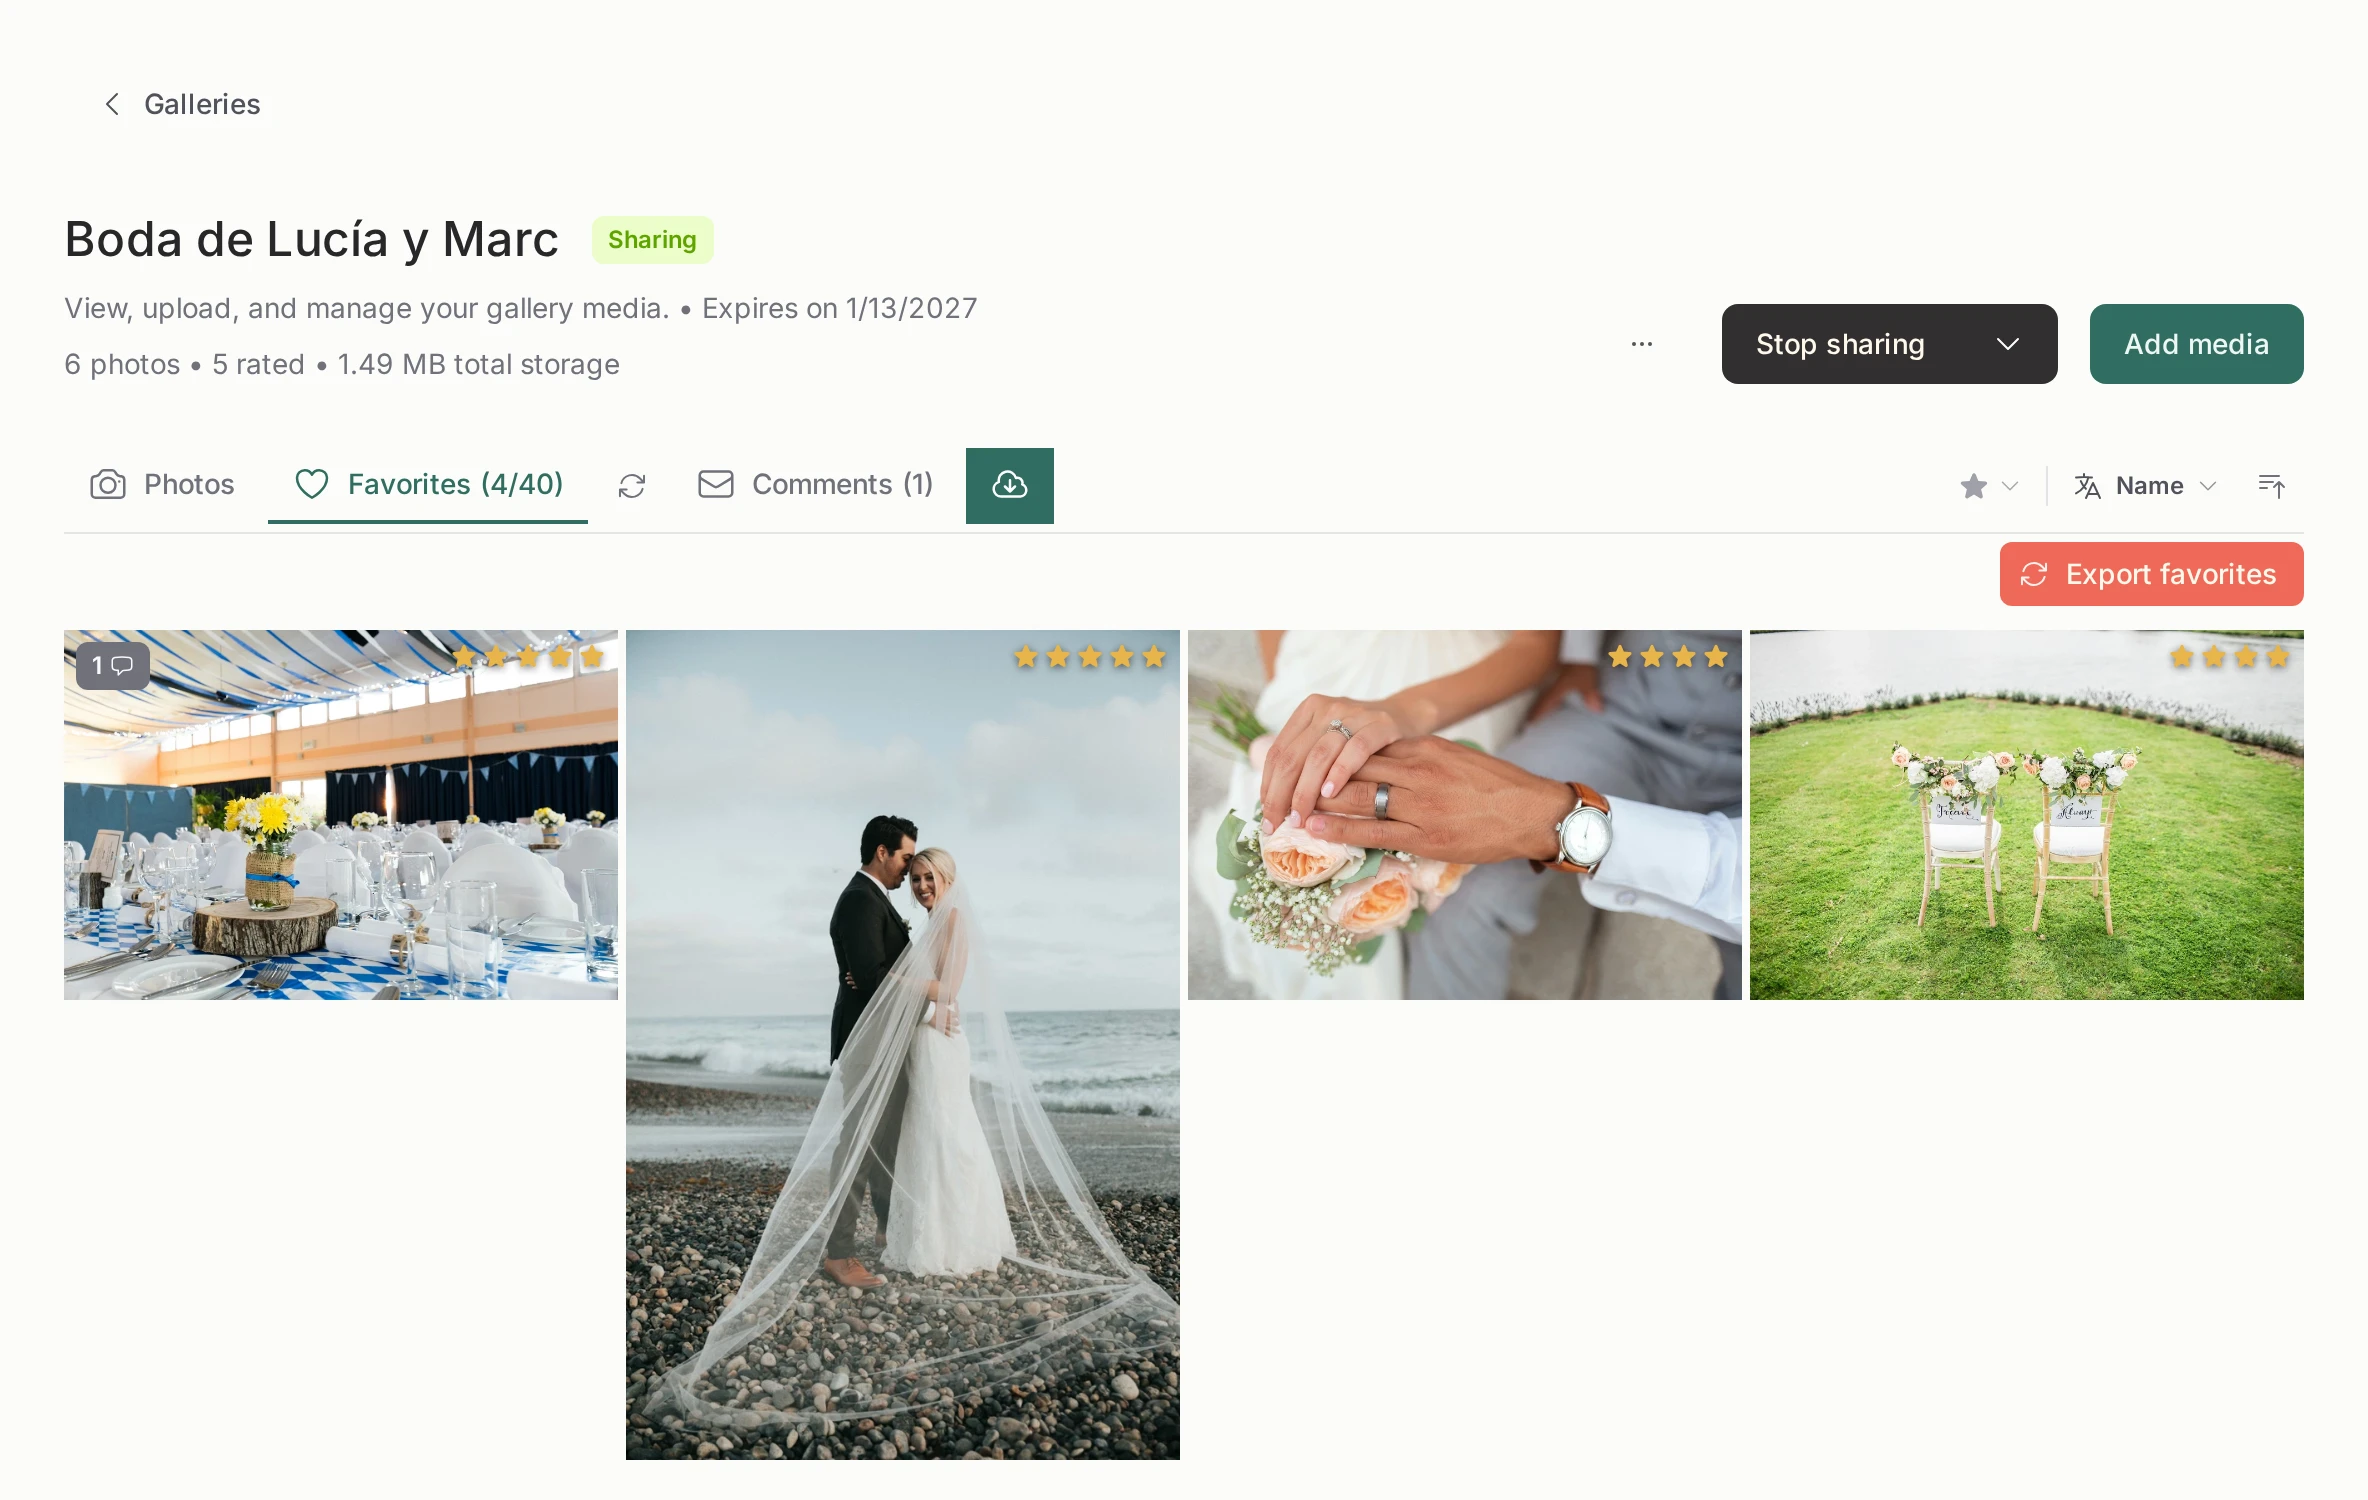 Galleries
Boda de Lucía y Marc Sharing
View, upload, and manage your gallery media. • Expires on 1/13/2027
6 photos • 5 rated • 1.49 MB total storage
... Stop sharing Add media
Photos Favorites (4/40) Comments (1) Name
Export favorites
1
Always